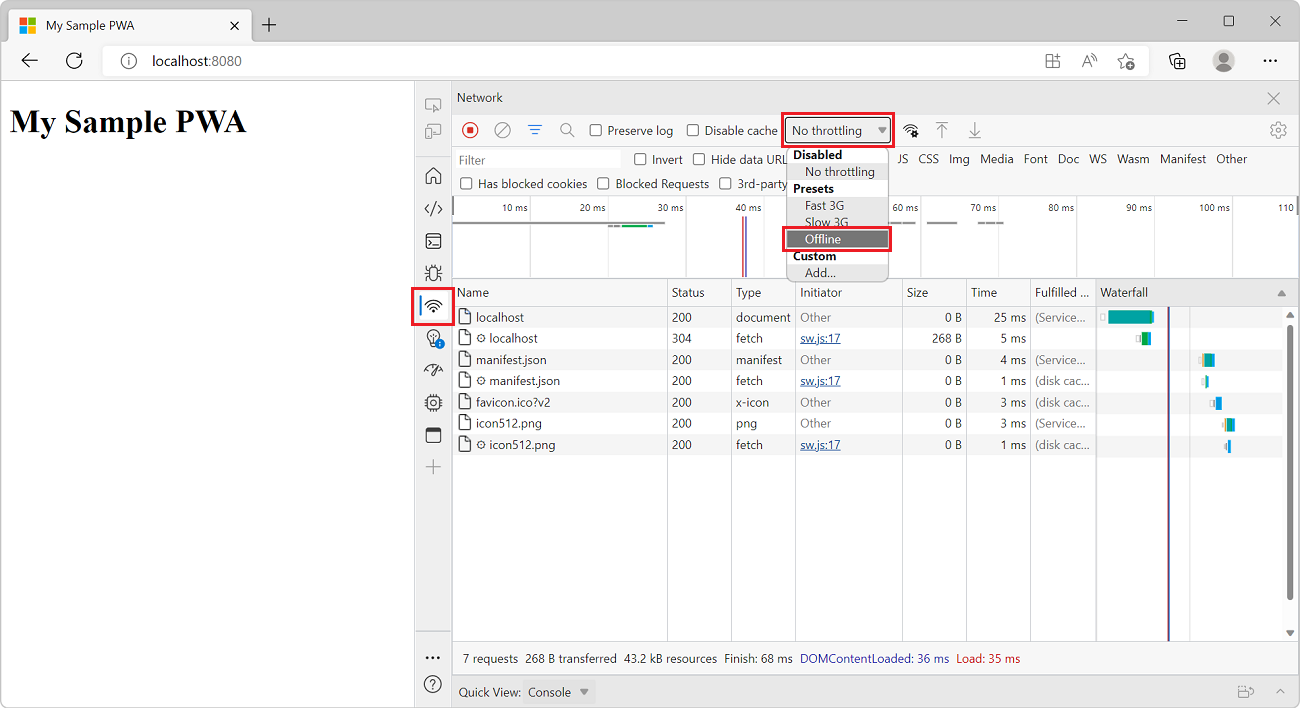 My Sample PWA
localhost:8080
My Sample PWA
Network
Preserve log Disable cache No throttling
Filter Invert Hide data URL JS CSS Img Media Font Doc WS Wasm Manifest Other
Has blocked cookies Blocked Requests 3rd-party
Disabled
No throttling
Presets
Fast 3G
Slow 3G
Offline
Custom
Add...
10 ms 20 ms 30 ms 40 ms 60 ms 70 ms 80 ms 90 ms 100 ms 110
Name Status Type Initiator Size Time Fulfilled ... Waterfall
localhost 200 document Other 0 B 25 ms (Service...
localhost 304 fetch sw.js:17 268 B 5 ms
manifest.json 200 manifest Other 0 B 4 ms (Service...
manifest.json 200 fetch sw.js:17 0 B 1 ms (disk cac...
favicon.ico?v2 200 x-icon Other 0 B 3 ms (disk cac...
icon512.png 200 png Other 0 B 3 ms (Service...
icon512.png 200 fetch sw.js:17 0 B 1 ms (disk cac...
7 requests 268 B transferred 43.2 kB resources Finish: 68 ms DOMContentLoaded: 36 ms Load: 35 ms
Quick View: Console